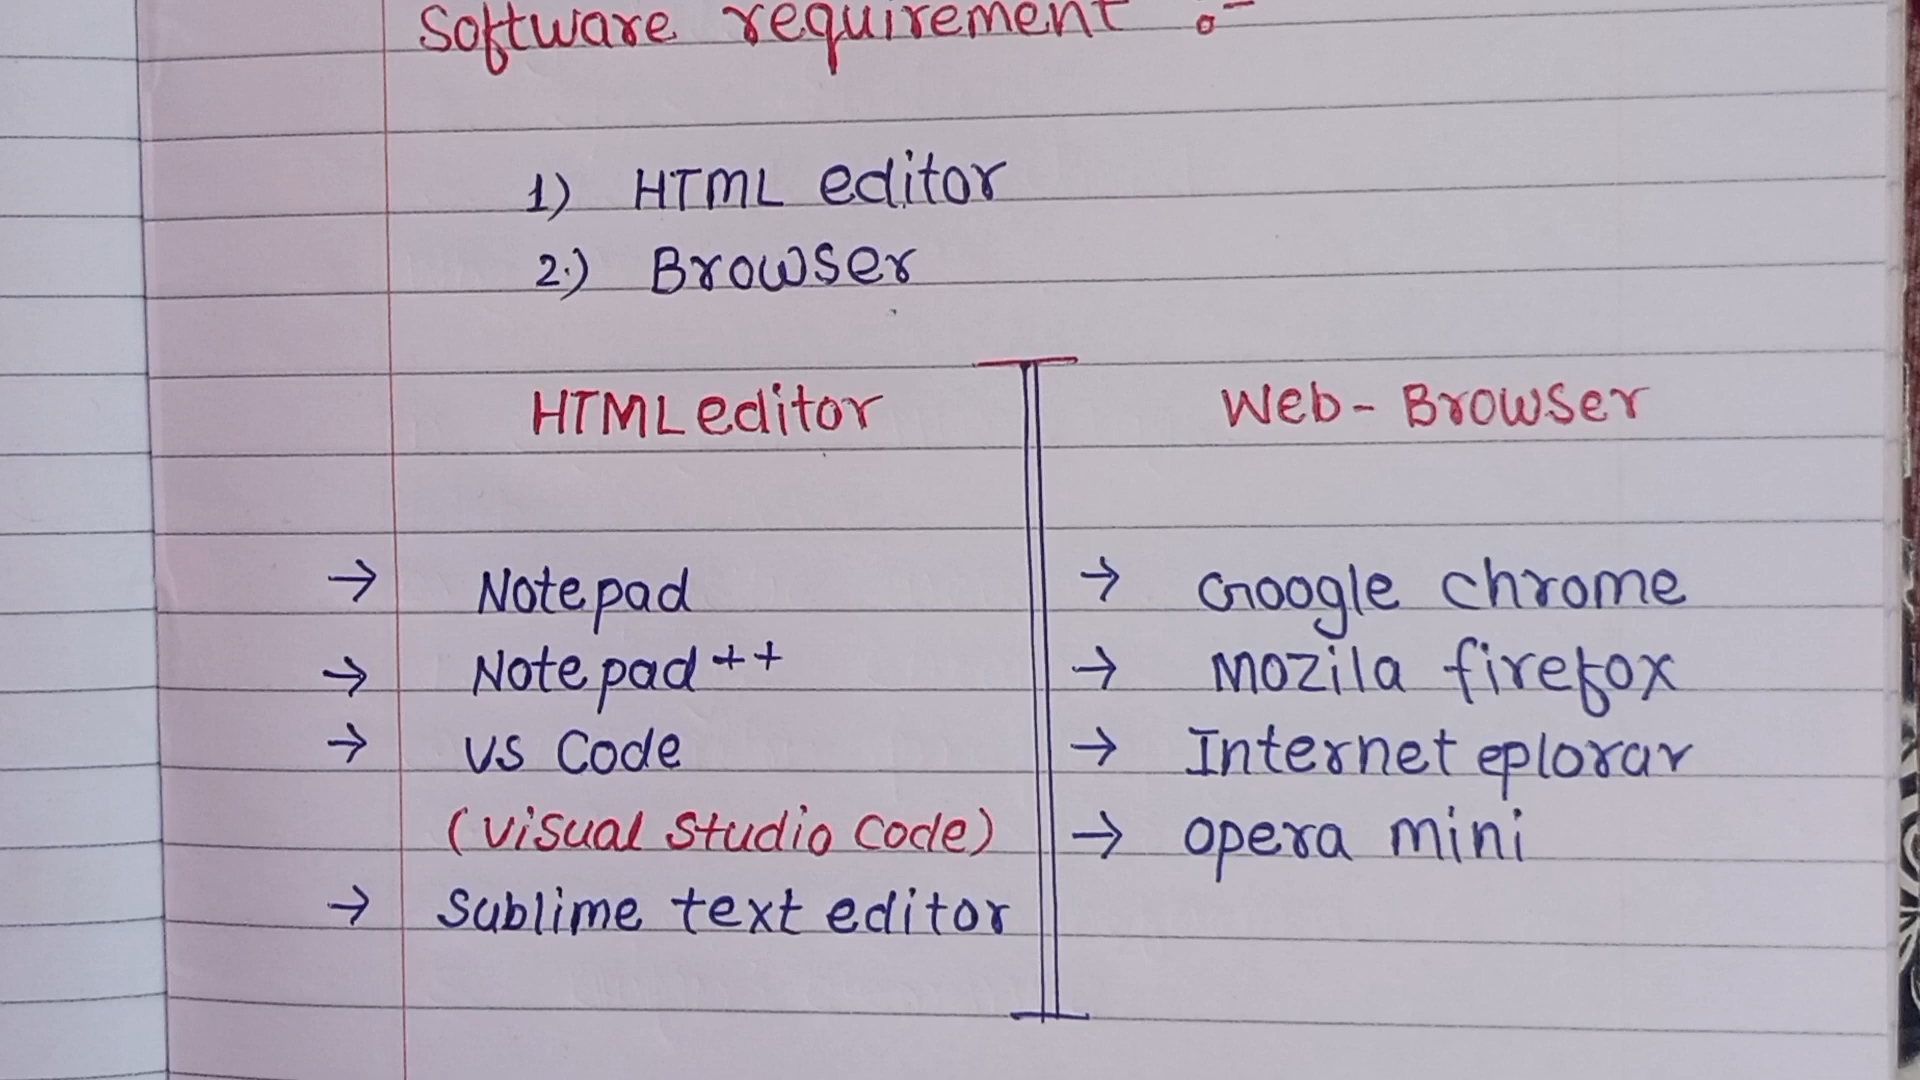 Software requirement :-
1) HTML editor
2.) Browser
HTML editor
Web - Browser
→ Notepad
→ Notepad ++
→ VS Code
(Visual Studio Code)
→ Sublime text editor
→ Google chrome
→ Mozila firefox
→ Internet eplorar
→ opera mini